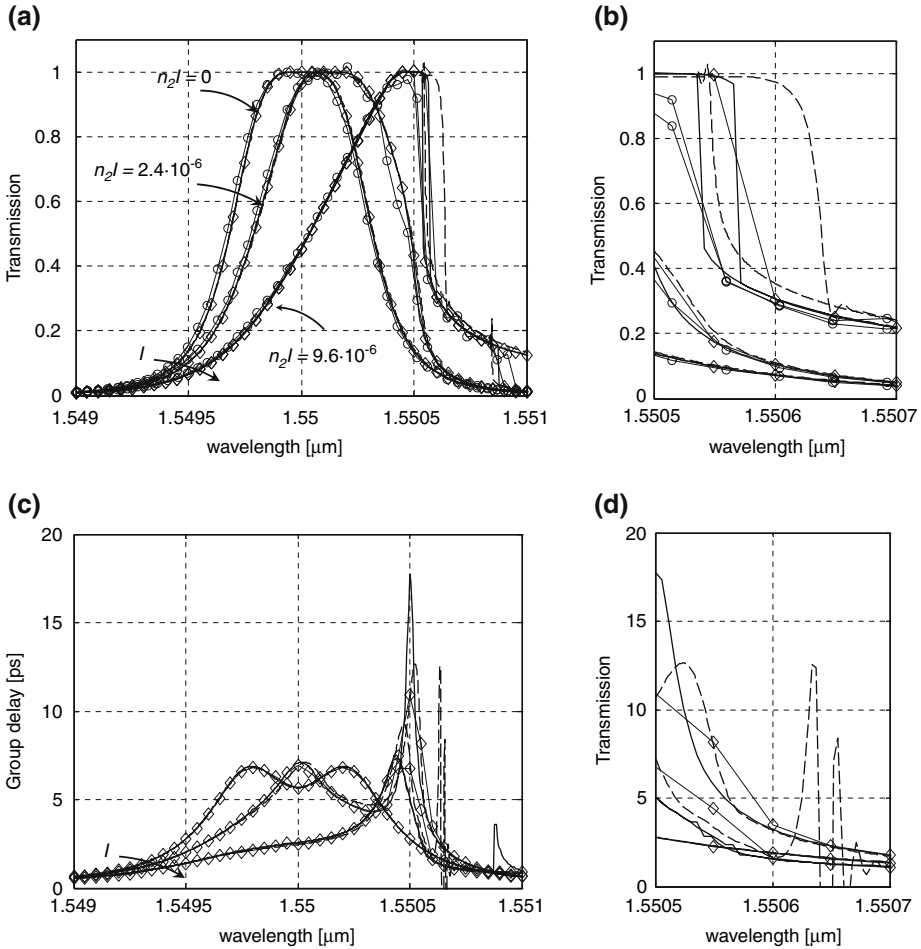 (a)
(b)
1
0.8
0.6
0.4
0.2
0
Transmission
n₂I = 0
n₂I = 2.4·10⁻⁶
n₂I = 9.6·10⁻⁶
I
1.549
1.5495
1.55
1.5505
1.551
wavelength [μm]
1
0.8
0.6
0.4
0.2
0
Transmission
1.5505
1.5506
1.5507
wavelength [μm]
(c)
(d)
20
15
10
5
0
Group delay [ps]
I
1.549
1.5495
1.55
1.5505
1.551
wavelength [μm]
20
15
10
5
0
Transmission
1.5505
1.5506
1.5507
wavelength [μm]